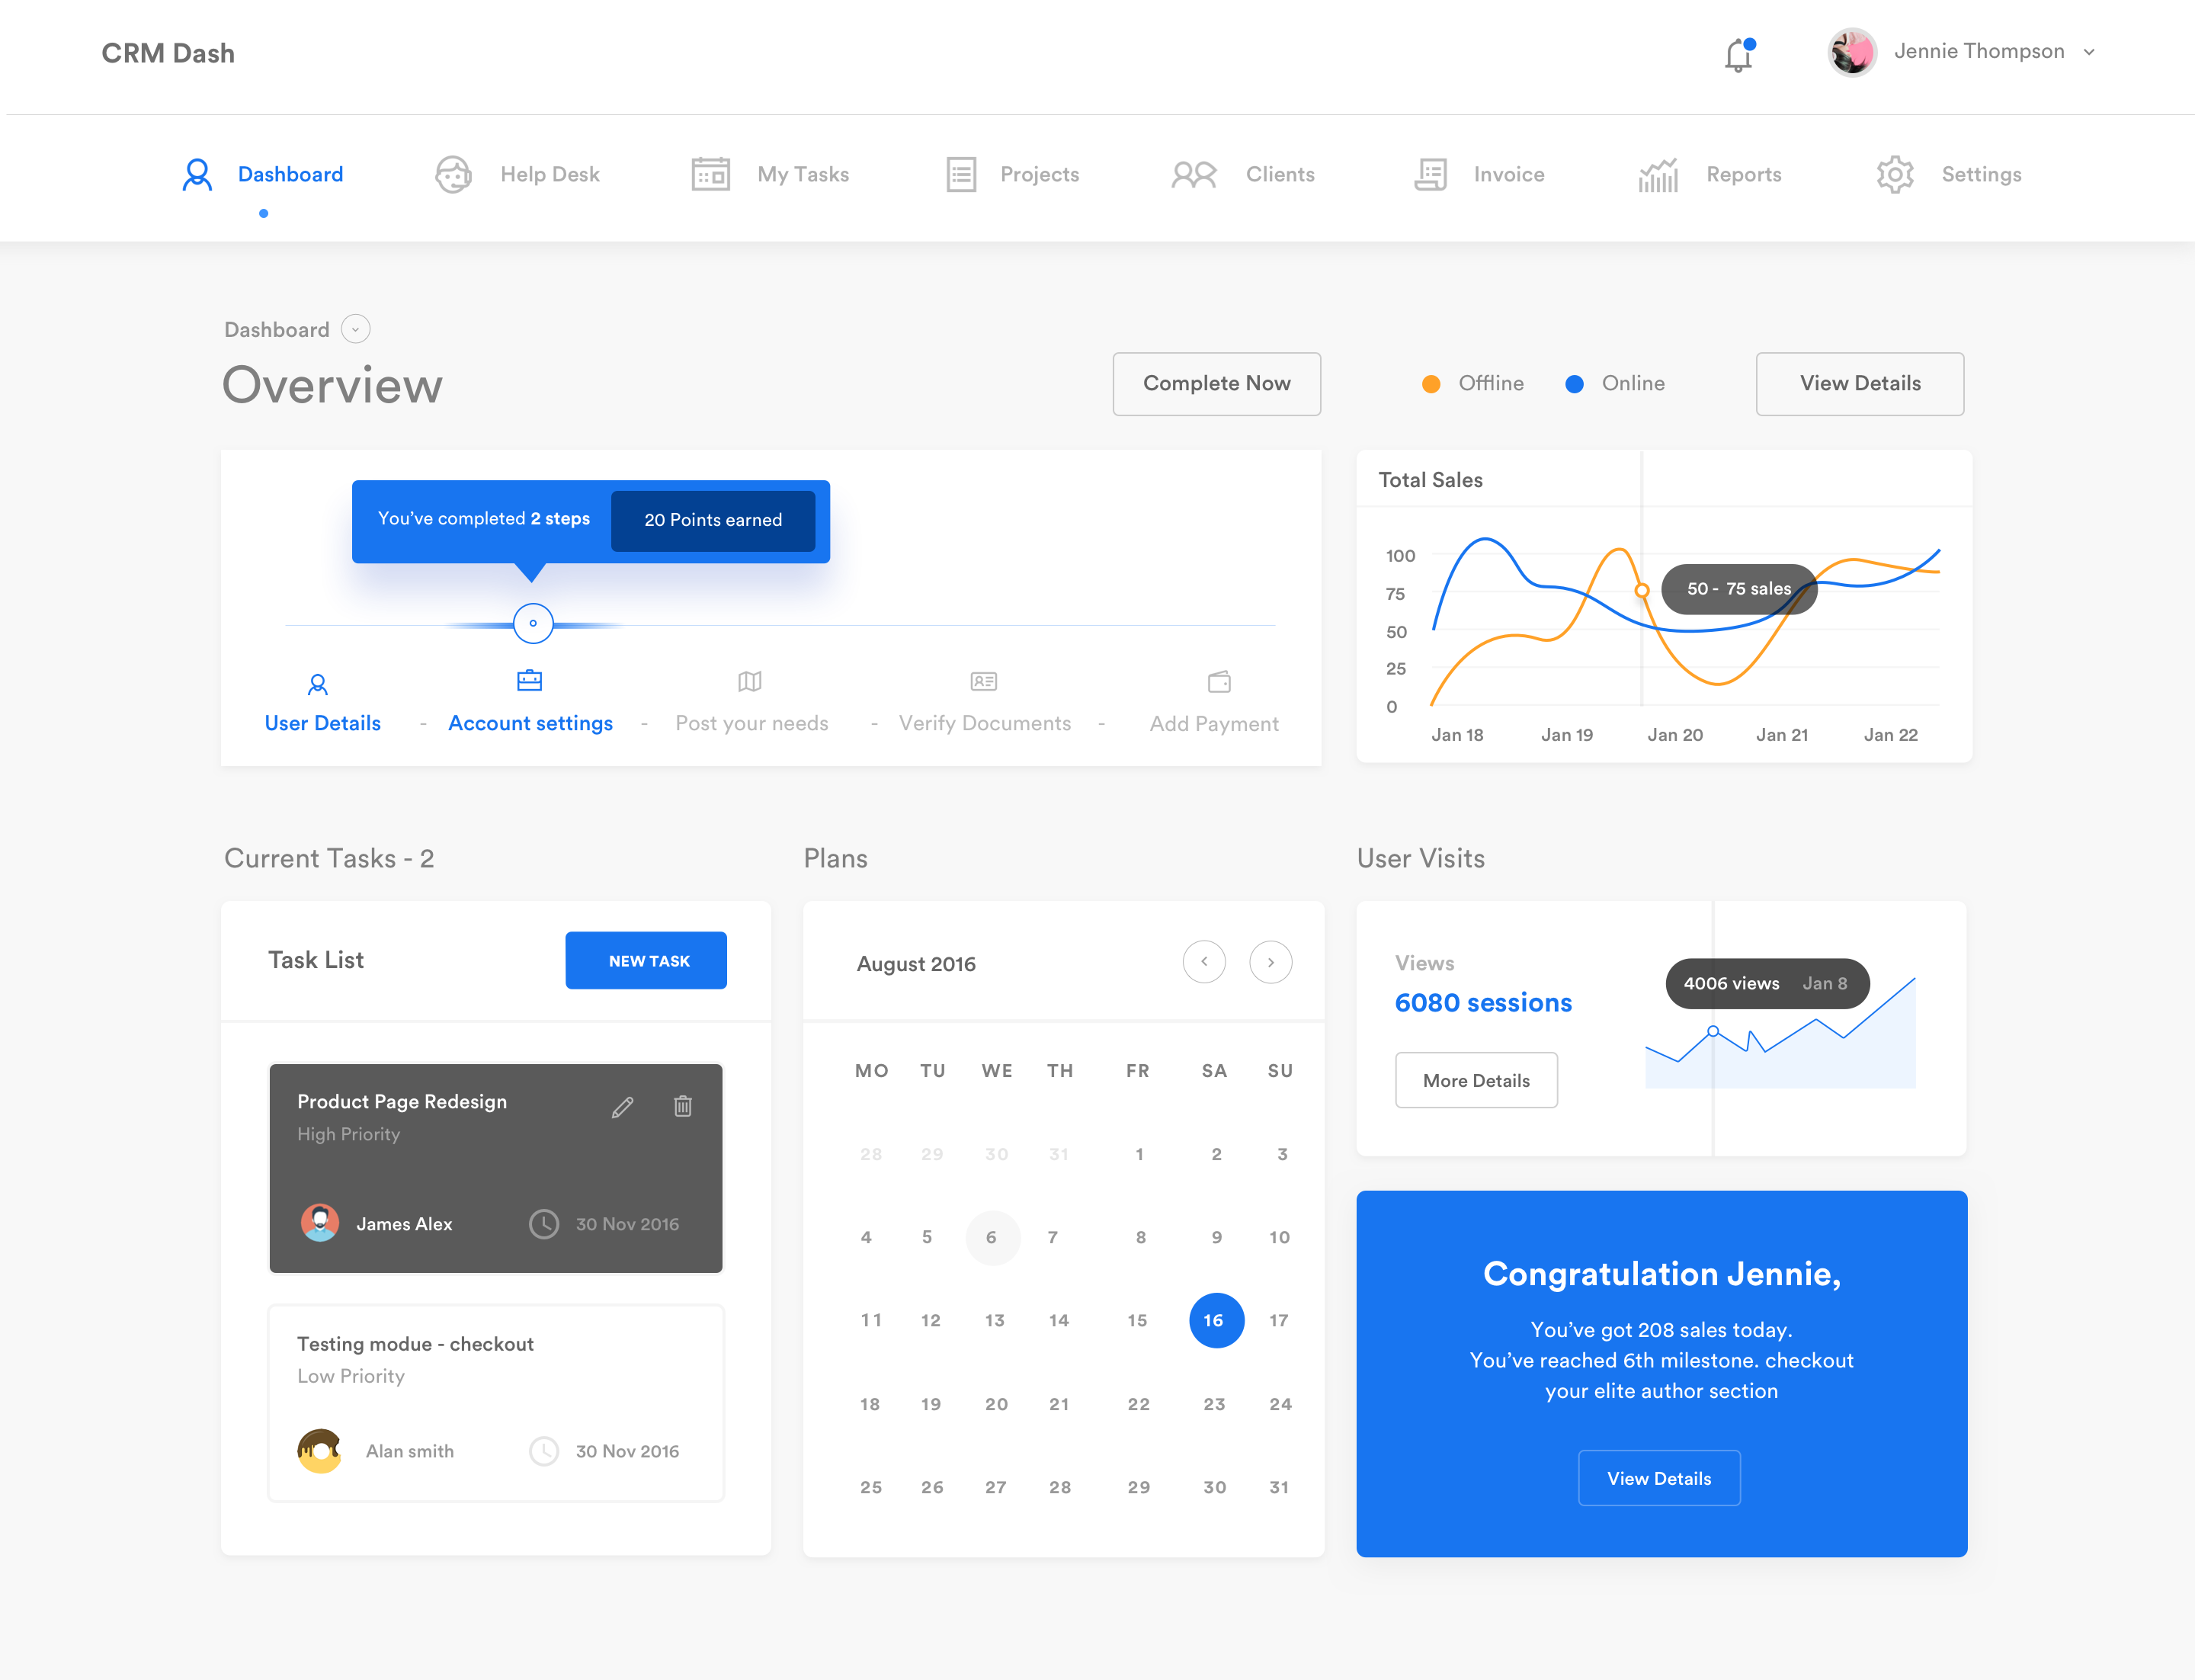 CRM Dash
Jennie Thompson
Dashboard
Help Desk
My Tasks
Projects
Clients
Invoice
Reports
Settings
Dashboard
Overview
Complete Now
Offline
Online
View Details
You've completed 2 steps
20 Points earned
User Details - Account settings - Post your needs - Verify Documents - Add Payment
Total Sales
100
75
50
25
0
50 - 75 sales
Jan 18 Jan 19 Jan 20 Jan 21 Jan 22
Current Tasks - 2
Task List
NEW TASK
Product Page Redesign
High Priority
James Alex
30 Nov 2016
Testing modue - checkout
Low Priority
Alan smith
30 Nov 2016
Plans
August 2016
MO TU WE TH FR SA SU
28 29 30 31 1 2 3
4 5 6 7 8 9 10
11 12 13 14 15 16 17
18 19 20 21 22 23 24
25 26 27 28 29 30 31
User Visits
Views
6080 sessions
More Details
4006 views Jan 8
Congratulation Jennie,
You've got 208 sales today.
You've reached 6th milestone. checkout
your elite author section
View Details